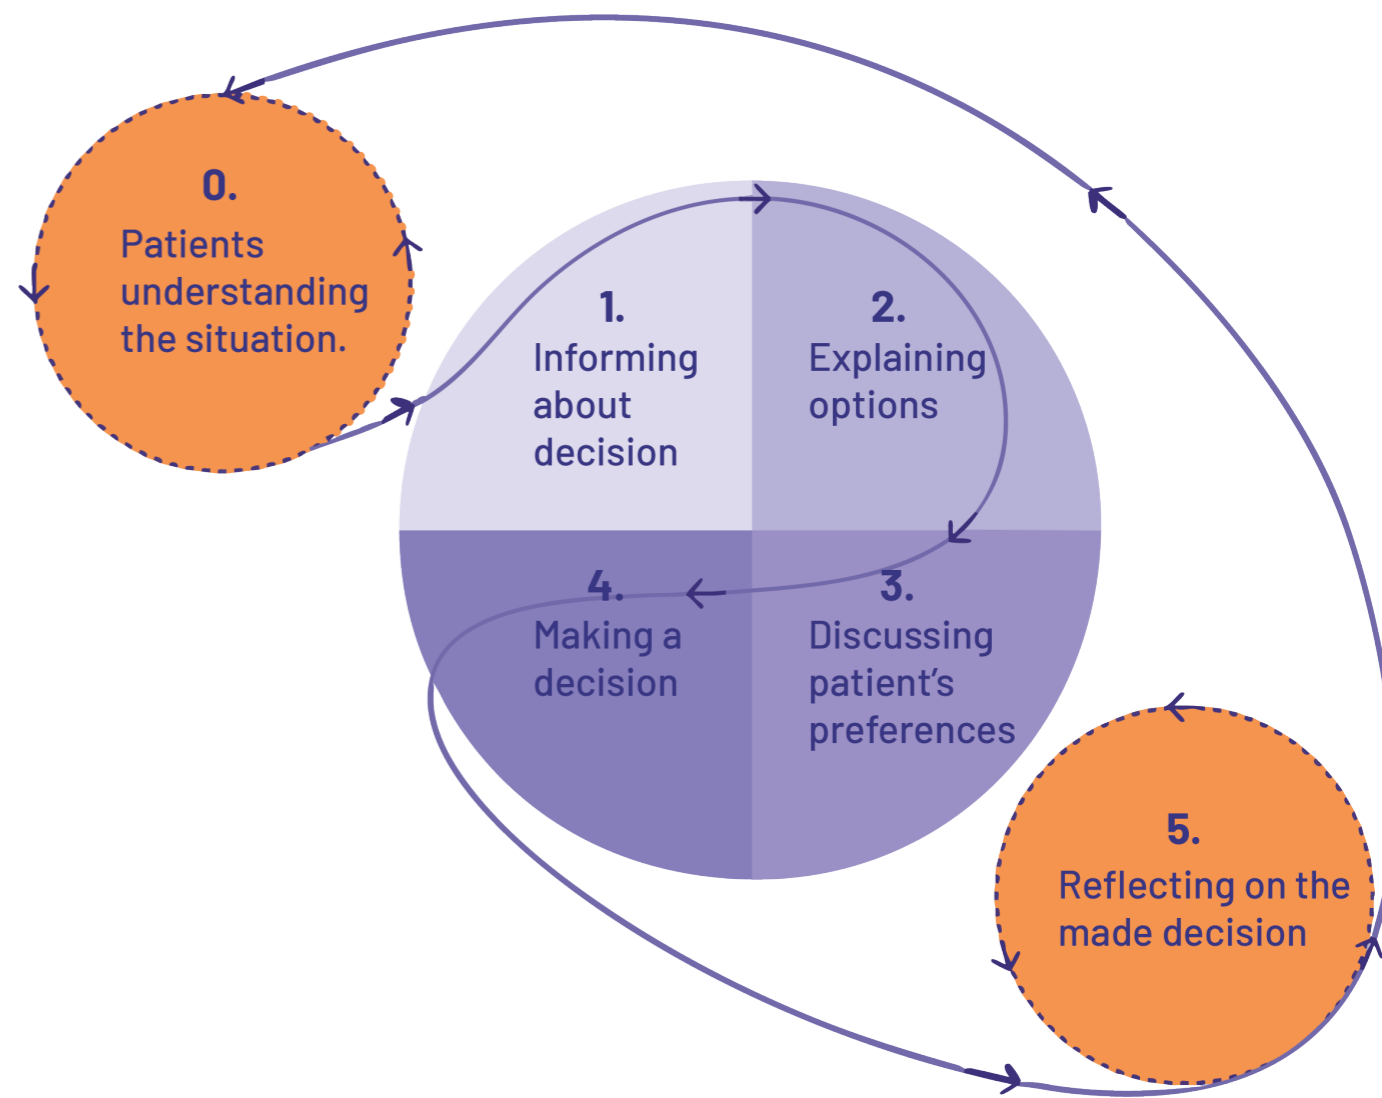 0.
Patients
understanding
the situation.
1.
Informing
about
decision
2.
Explaining
options
3.
Discussing
patient’s
preferences
4.
Making a
decision
5.
Reflecting on the
made decision